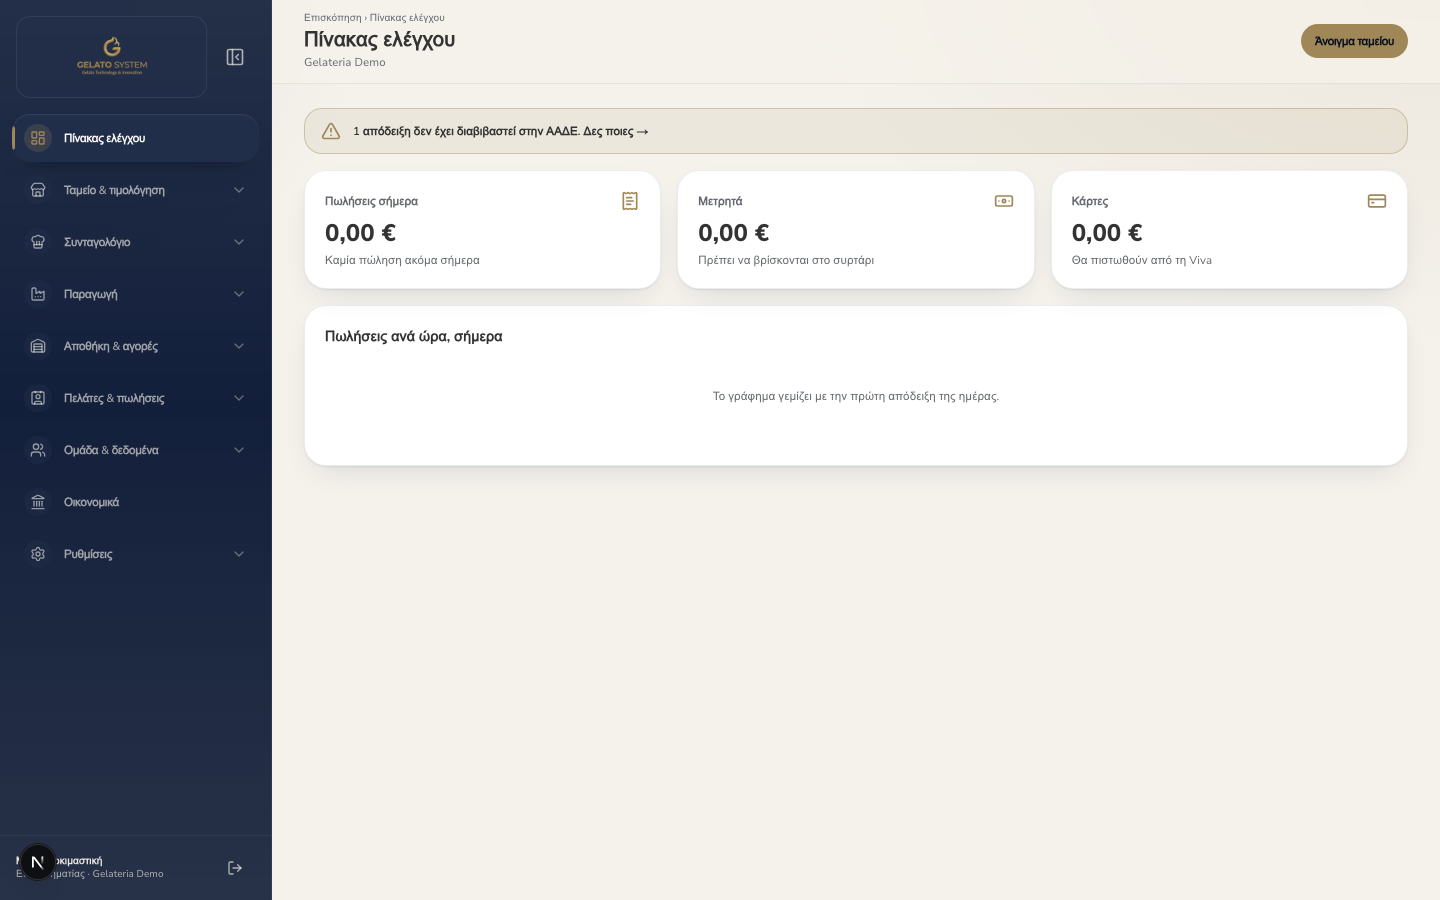 GELATO SYSTEM
Gelato Technology & Innovation
Επισκόπηση › Πίνακας ελέγχου
Πίνακας ελέγχου
Gelateria Demo
Άνοιγμα ταμείου
Πίνακας ελέγχου
Ταμείο & τιμολόγηση
Συνταγολόγιο
Παραγωγή
Αποθήκη & αγορές
Πελάτες & πωλήσεις
Ομάδα & δεδομένα
Οικονομικά
Ρυθμίσεις
Gelateria Demo
N
1 απόδειξη δεν έχει διαβιβαστεί στην ΑΑΔΕ. Δες ποιες →
Πωλήσεις σήμερα
0,00 €
Καμία πώληση ακόμα σήμερα
Μετρητά
0,00 €
Πρέπει να βρίσκονται στο συρτάρι
Κάρτες
0,00 €
Θα πιστωθούν από τη Viva
Πωλήσεις ανά ώρα, σήμερα
Το γράφημα γεμίζει με την πρώτη απόδειξη της ημέρας.